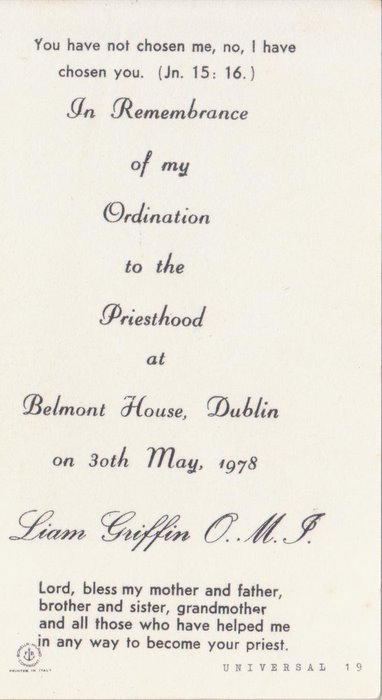 You have not chosen me, no, I have
chosen you. (Jn. 15: 16.)
In Remembrance
of my
Ordination
to the
Priesthood
at
Belmont House, Dublin
on 30th May, 1978
Liam Griffin O.M.I.
Lord, bless my mother and father,
brother and sister, grandmother
and all those who have helped me
in any way to become your priest.
PRINTED IN ITALY
UNIVERSAL 19